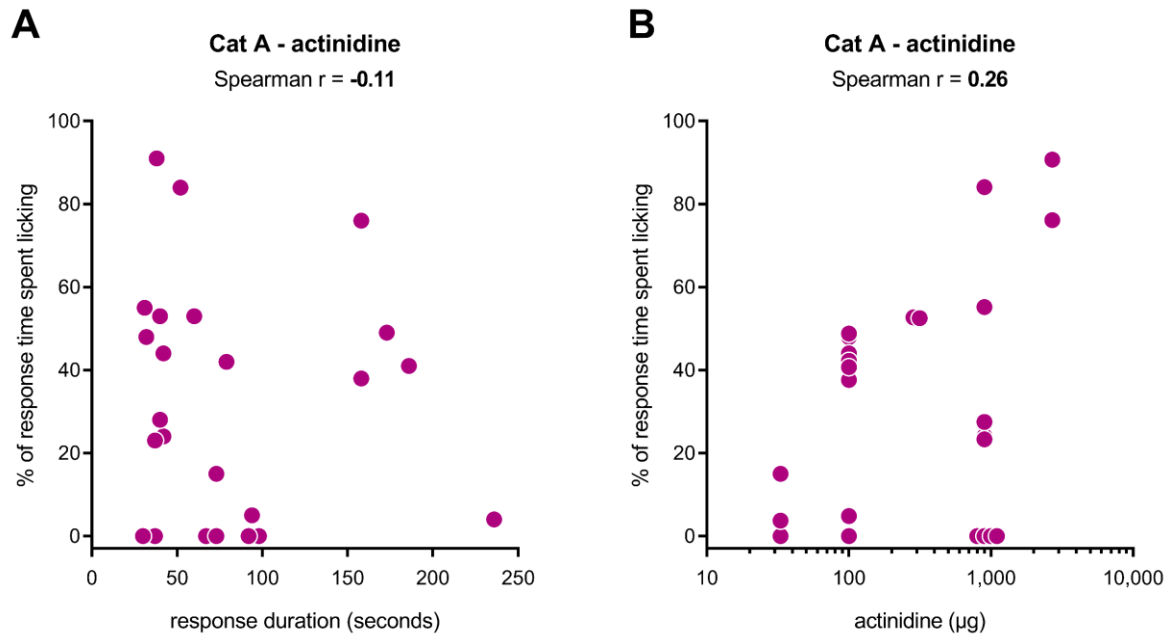 A
Cat A - actinidine
Spearman r = -0.11
% of response time spent licking
100
80
60
40
20
0
0 50 100 150 200 250
response duration (seconds)
B
Cat A - actinidine
Spearman r = 0.26
% of response time spent licking
100
80
60
40
20
0
10 100 1,000 10,000
actinidine (µg)